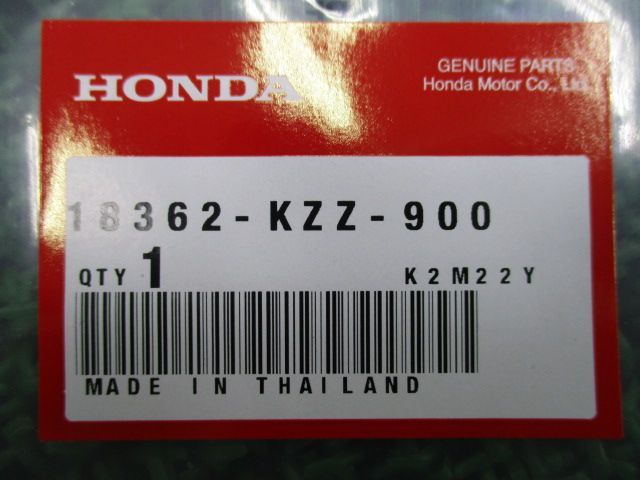 HONDA
GENUINE PARTS
Honda Motor Co., Ltd.
18362-KZZ-900
QTY 1 K2M22Y
MADE IN THAILAND